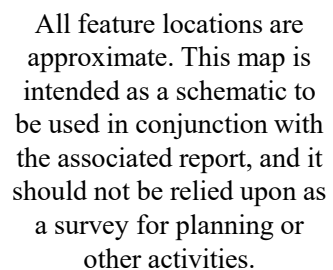 All feature locations are
approximate. This map is
intended as a schematic to
be used in conjunction with
the associated report, and it
should not be relied upon as
a survey for planning or
other activities.